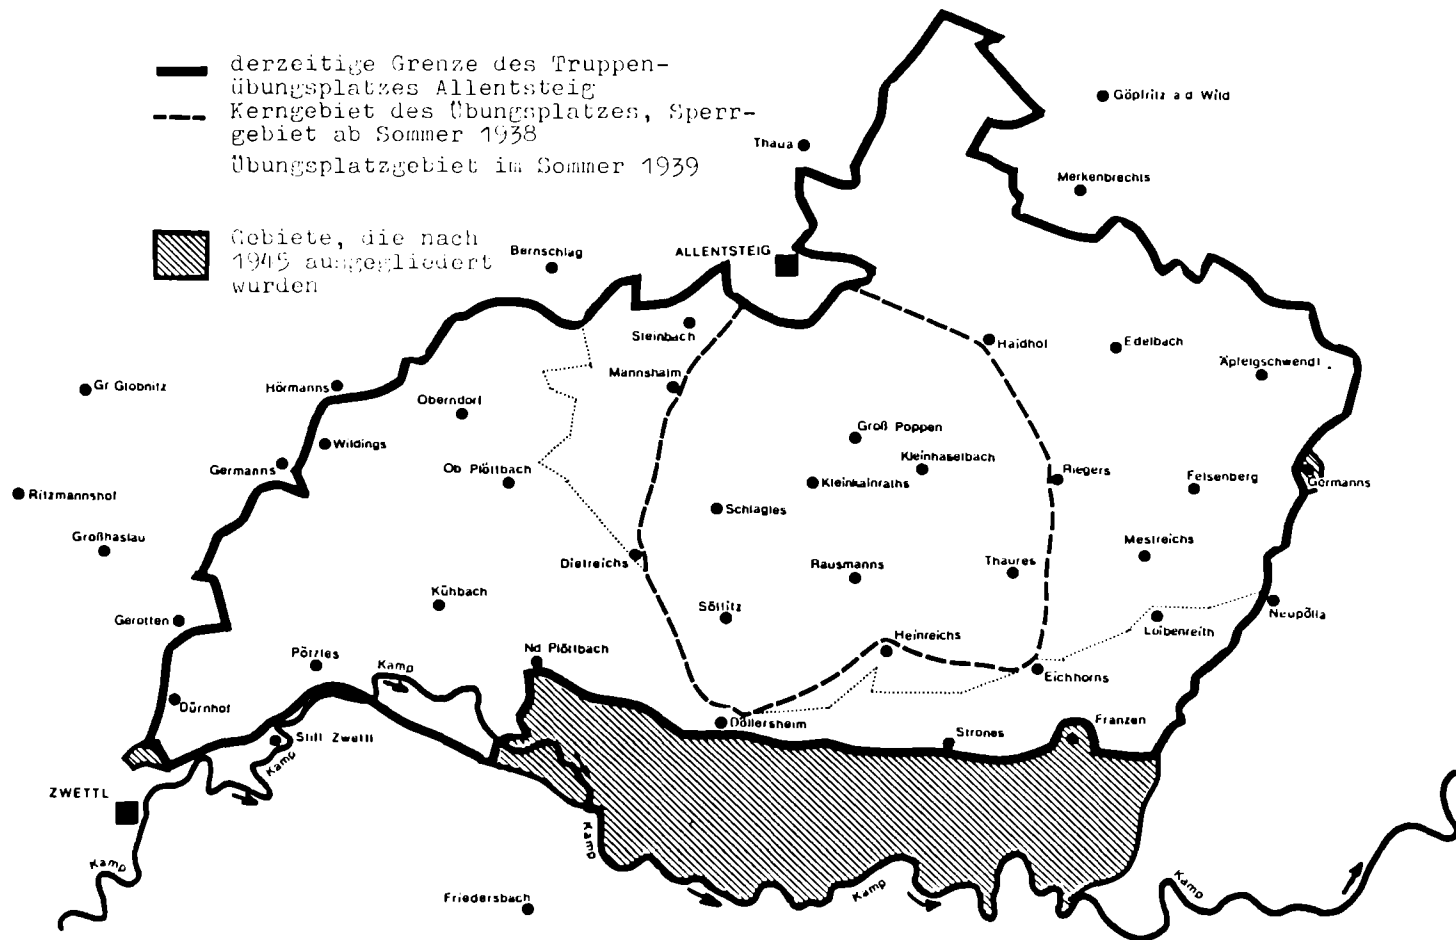 derzeitige Grenze des Truppen-
übungsplatzes Allentsteig
Kerngebiet des Übungsplatzes, Sperr-
gebiet ab Sommer 1938
Übungsplatzgebiet im Sommer 1939
Gebiete, die nach
1945 ausgegliedert
wurden
Göpfritz a d Wild
Thaua
Merkenbrechts
Bernschlag
ALLENTSTEIG
Steinbach
Haidhof
Edelbach
Äpfelgschwendt
Mannshalm
Gr Globnitz
Hörmanns
Oberndorf
Groß Poppen
Wildings
Kleinhaselbach
Germanns
Ob Plöttbach
Kleinkainraths
Riegers
Felsenberg
Germanns
Ritzmannshof
Schlagles
Großhaslau
Mestreichs
Dietreichs
Rausmanns
Thaures
Kühbach
Söllitz
Neupölla
Loibenreith
Gerotten
Heinreichs
Pötzles
Kamp
Nd Plöttbach
Eichhorns
Dürnhof
Döllersheim
Franzen
Strones
Stift Zwettl
Kamp
ZWETTL
Kamp
Kamp
Kamp
Kamp
Friedersbach